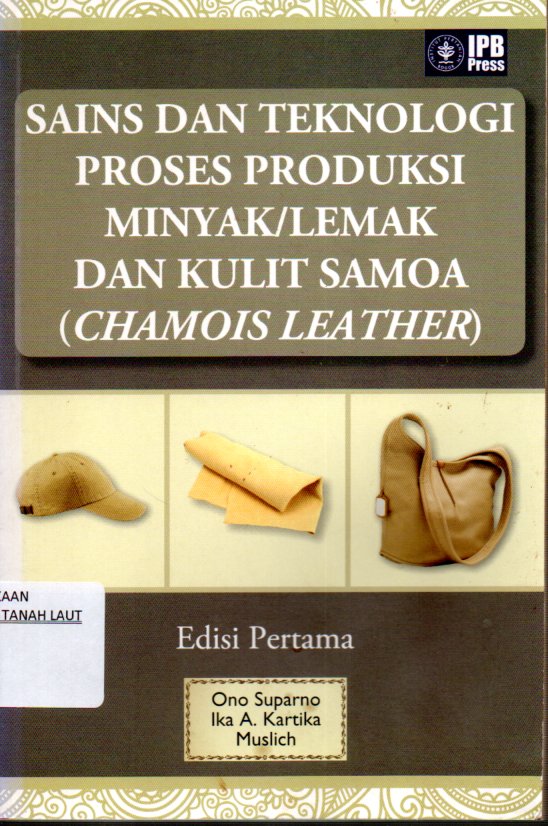 IPB
Press
SAINS DAN TEKNOLOGI
PROSES PRODUKSI
MINYAK/LEMAK
DAN KULIT SAMOA
(CHAMOIS LEATHER)
TANAH LAUT
Edisi Pertama
Ono Suparno
Ika A. Kartika
Muslich